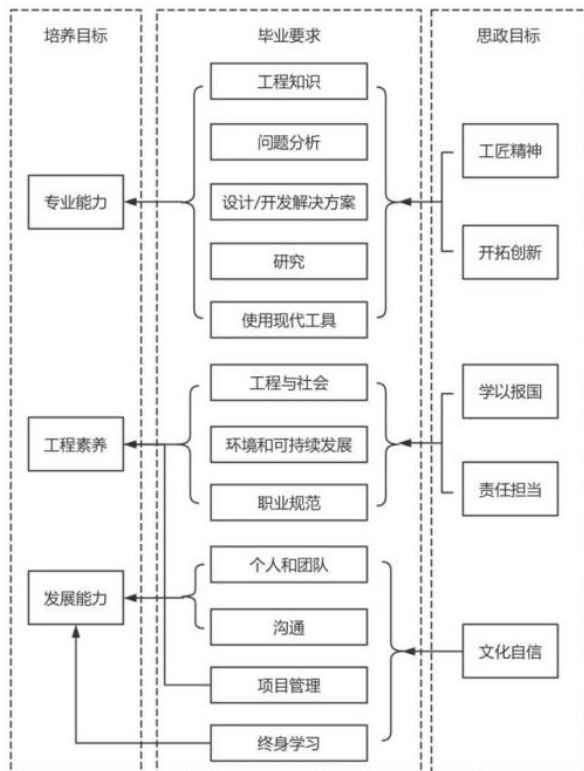 培养目标
毕业要求
思政目标
工程知识
问题分析
工匠精神
专业能力
设计/开发解决方案
开拓创新
研究
使用现代工具
工程与社会
学以报国
工程素养
环境和可持续发展
职业规范
责任担当
个人和团队
发展能力
沟通
文化自信
项目管理
终身学习